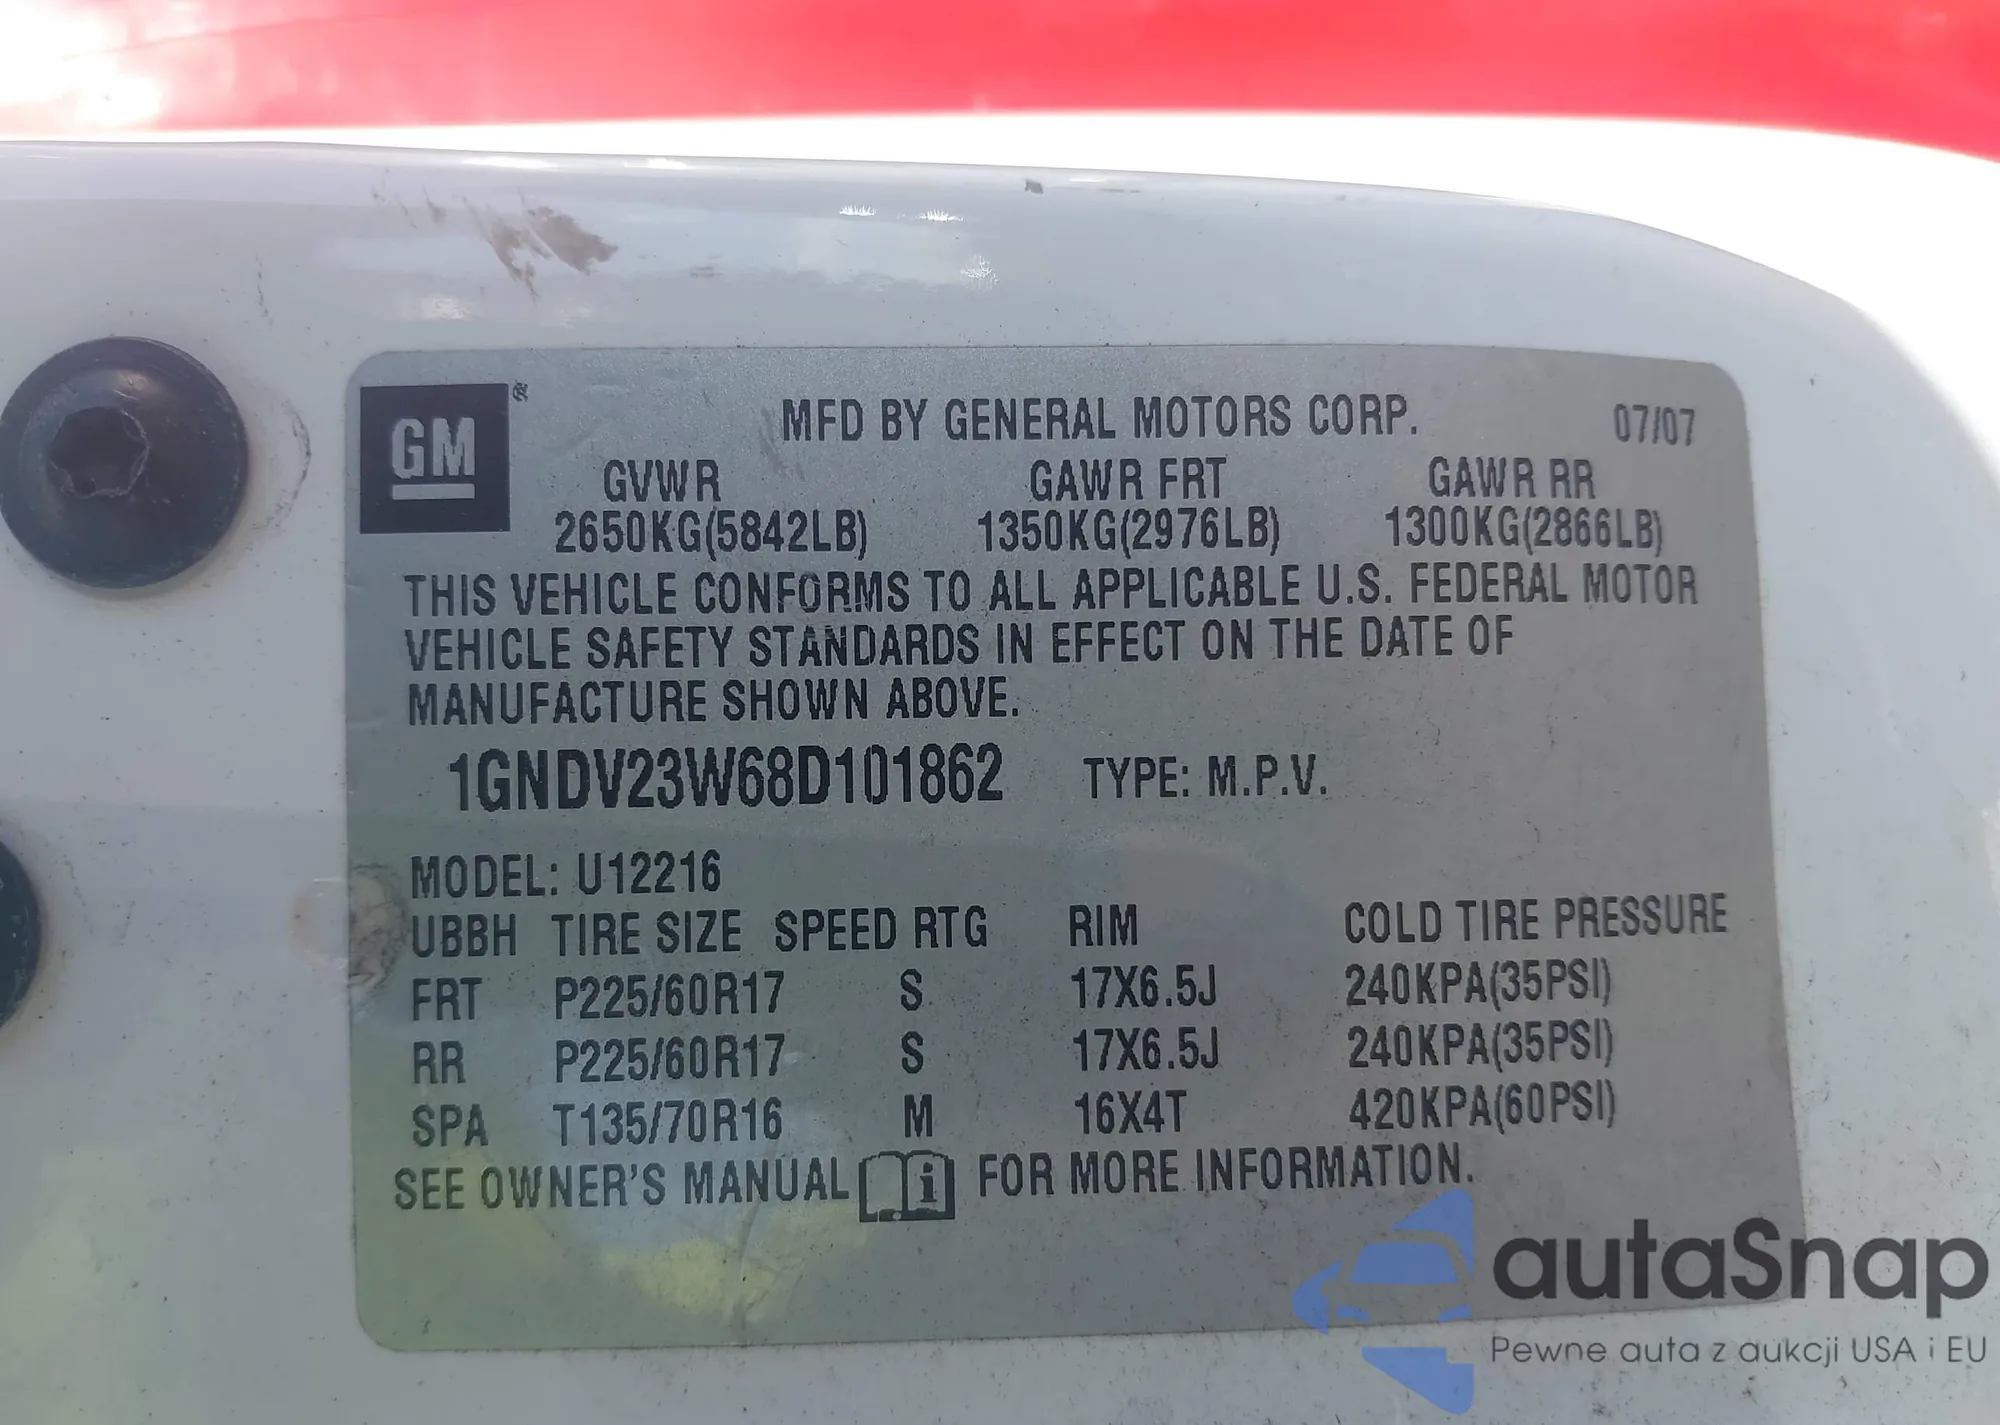 GM ®
MFD BY GENERAL MOTORS CORP. 07/07
GVWR GAWR FRT GAWR RR
2650KG(5842LB) 1350KG(2976LB) 1300KG(2866LB)
THIS VEHICLE CONFORMS TO ALL APPLICABLE U.S. FEDERAL MOTOR
VEHICLE SAFETY STANDARDS IN EFFECT ON THE DATE OF
MANUFACTURE SHOWN ABOVE.
1GNDV23W68D101862 TYPE: M.P.V.
MODEL: U12216
UBBH TIRE SIZE SPEED RTG RIM COLD TIRE PRESSURE
FRT P225/60R17 S 17X6.5J 240KPA(35PSI)
RR P225/60R17 S 17X6.5J 240KPA(35PSI)
SPA T135/70R16 M 16X4T 420KPA(60PSI)
SEE OWNER'S MANUAL i FOR MORE INFORMATION.
autaSnap
Pewne auta z aukcji USA i EU